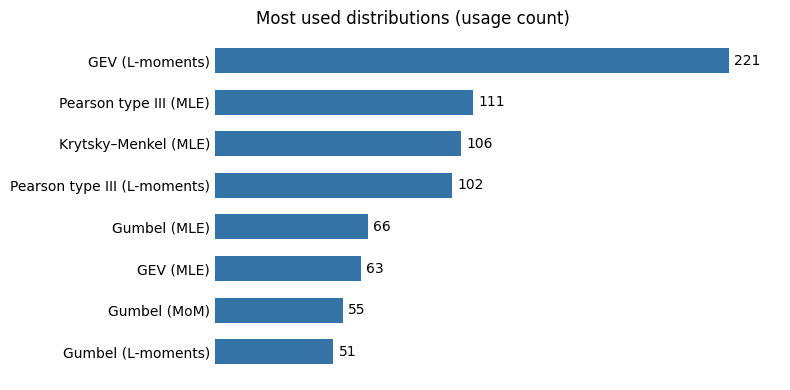 Most used distributions (usage count)
GEV (L-moments) 221
Pearson type III (MLE) 111
Krytsky–Menkel (MLE) 106
Pearson type III (L-moments) 102
Gumbel (MLE) 66
GEV (MLE) 63
Gumbel (MoM) 55
Gumbel (L-moments) 51